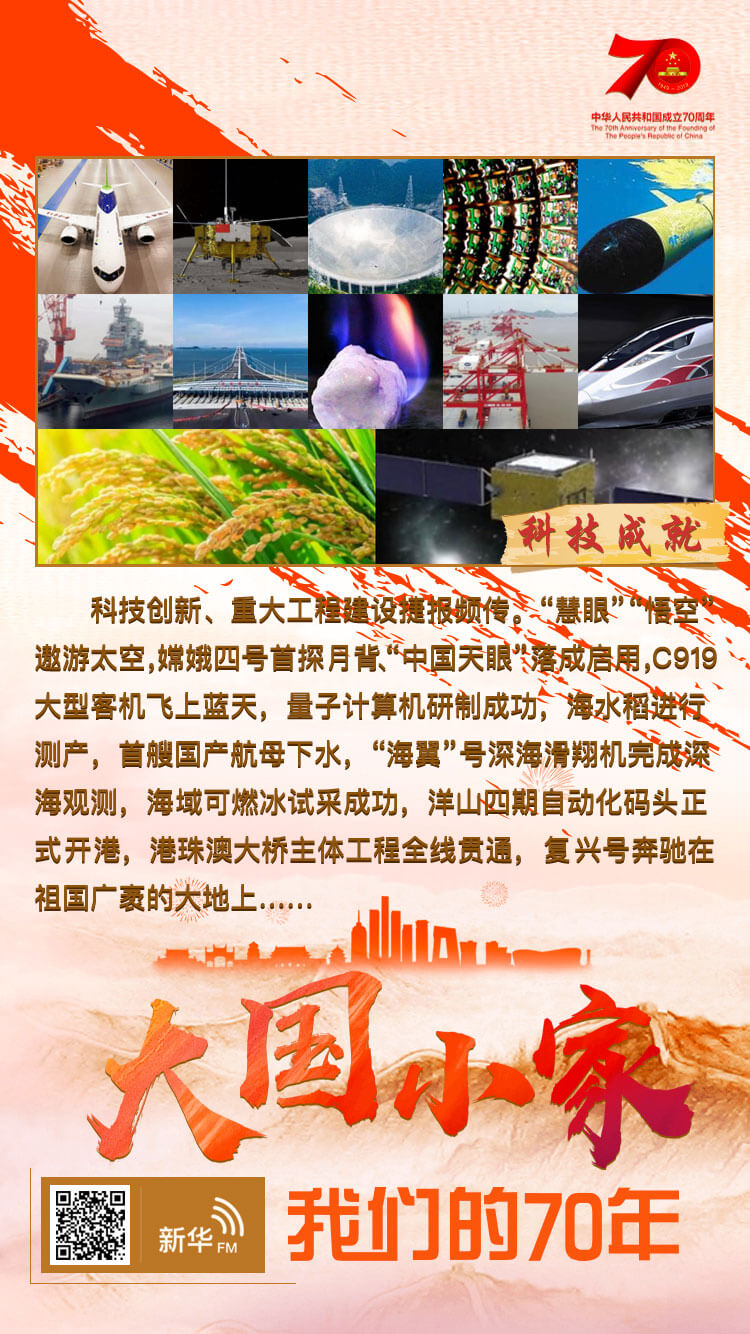 70
1949-2019
中华人民共和国成立70周年
The 70th Anniversary of the Founding of
The People's Republic of China
科技成就
科技创新、重大工程建设捷报频传。“慧眼”“悟空”
遨游太空,嫦娥四号首探月背、“中国天眼”落成启用,C919
大型客机飞上蓝天，量子计算机研制成功，海水稻进行
测产，首艘国产航母下水，“海翼”号深海滑翔机完成深
海观测，海域可燃冰试采成功，洋山四期自动化码头正
式开港，港珠澳大桥主体工程全线贯通，复兴号奔驰在
祖国广袤的大地上……
大国小家
新华FM
我们的70年